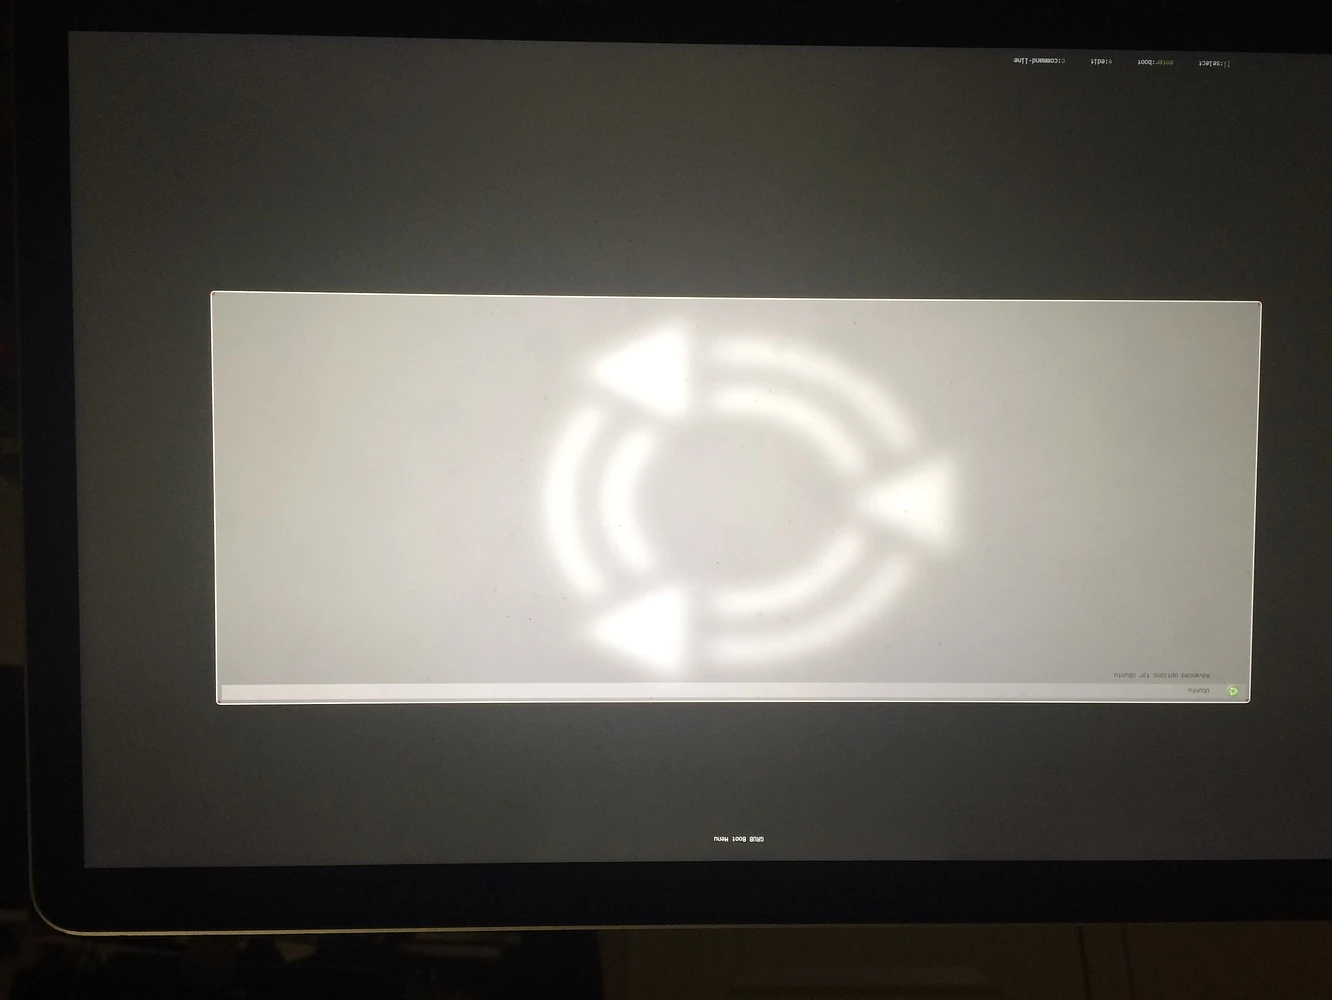 GRUB Boot Menu
Ubuntu
Advanced options for Ubuntu
↑↓:select enter:boot e:edit c:command-line